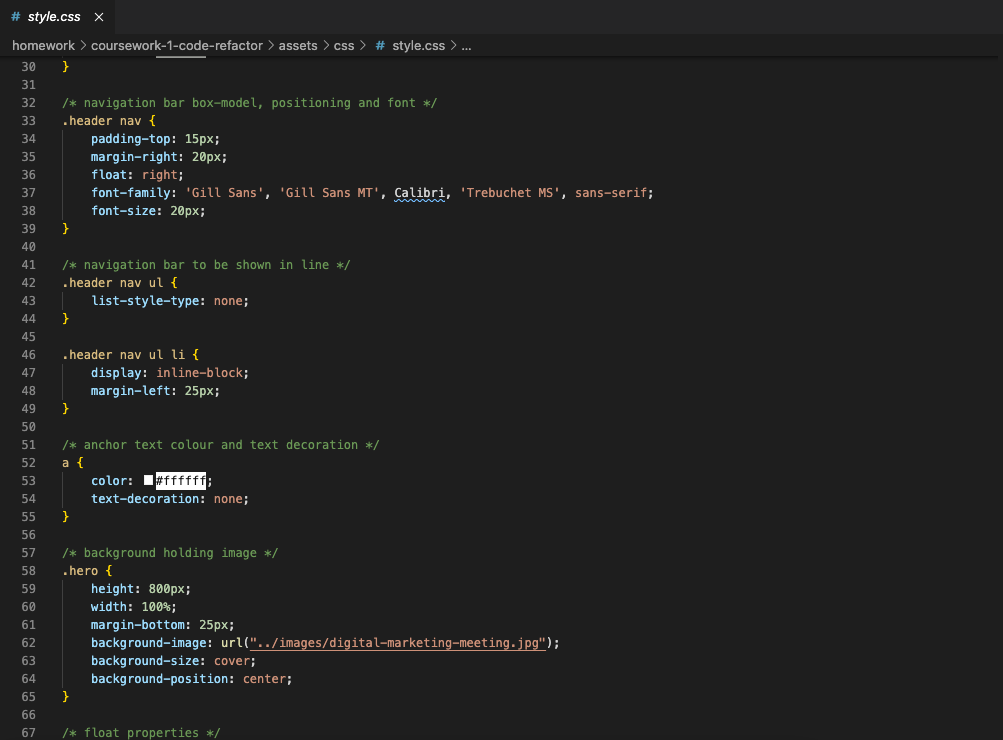 # style.css ×
homework > coursework-1-code-refactor > assets > css > # style.css > ...
30 }
31
32 /* navigation bar box-model, positioning and font */
33 .header nav {
34     padding-top: 15px;
35     margin-right: 20px;
36     float: right;
37     font-family: 'Gill Sans', 'Gill Sans MT', Calibri, 'Trebuchet MS', sans-serif;
38     font-size: 20px;
39 }
40
41 /* navigation bar to be shown in line */
42 .header nav ul {
43     list-style-type: none;
44 }
45
46 .header nav ul li {
47     display: inline-block;
48     margin-left: 25px;
49 }
50
51 /* anchor text colour and text decoration */
52 a {
53     color: #ffffff;
54     text-decoration: none;
55 }
56
57 /* background holding image */
58 .hero {
59     height: 800px;
60     width: 100%;
61     margin-bottom: 25px;
62     background-image: url("../images/digital-marketing-meeting.jpg");
63     background-size: cover;
64     background-position: center;
65 }
66
67 /* float properties */